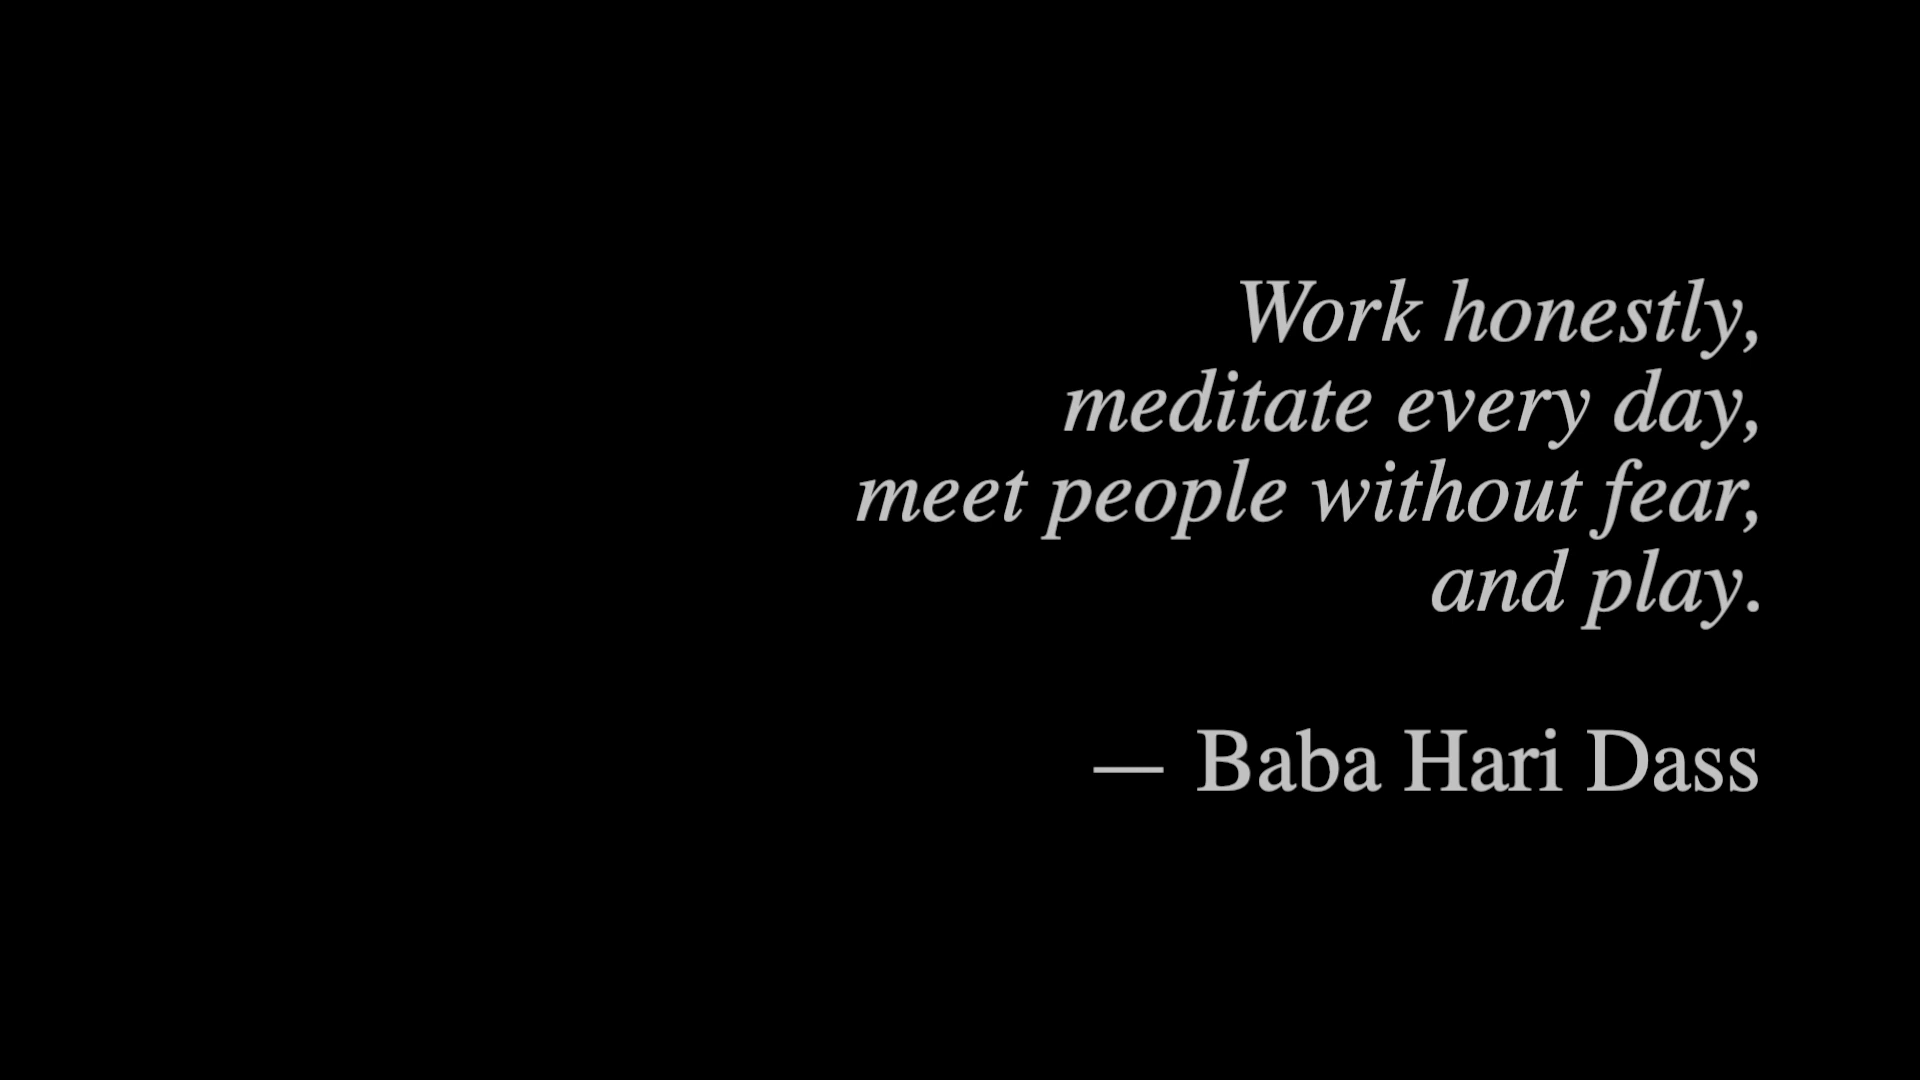 Work honestly,
meditate every day,
meet people without fear,
and play.
— Baba Hari Dass